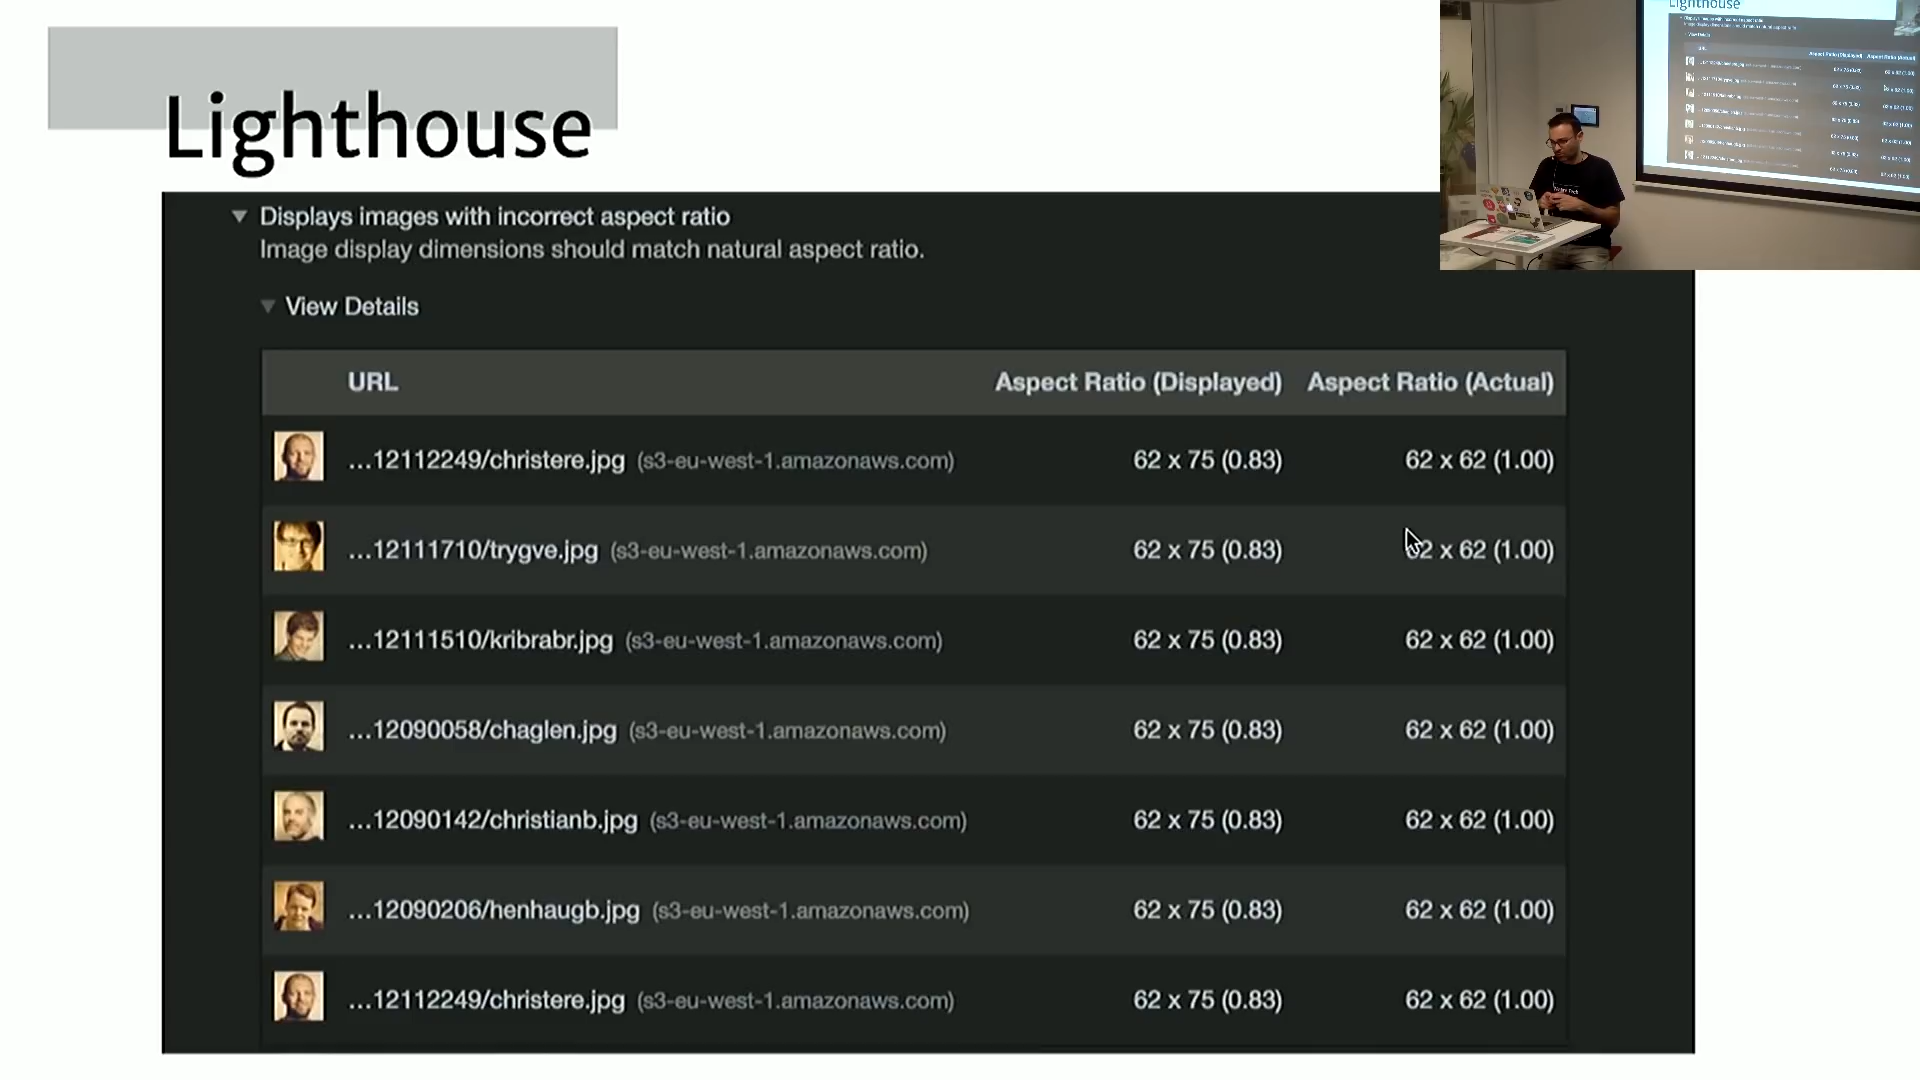 Lighthouse
Displays images with incorrect aspect ratio
Image display dimensions should match natural aspect ratio.
View Details
URL Aspect Ratio (Displayed) Aspect Ratio (Actual)
...12112249/christere.jpg (s3-eu-west-1.amazonaws.com) 62 x 75 (0.83) 62 x 62 (1.00)
...12111710/trygve.jpg (s3-eu-west-1.amazonaws.com) 62 x 75 (0.83) 62 x 62 (1.00)
...12111510/kribrabr.jpg (s3-eu-west-1.amazonaws.com) 62 x 75 (0.83) 62 x 62 (1.00)
...12090058/chaglen.jpg (s3-eu-west-1.amazonaws.com) 62 x 75 (0.83) 62 x 62 (1.00)
...12090142/christianb.jpg (s3-eu-west-1.amazonaws.com) 62 x 75 (0.83) 62 x 62 (1.00)
...12090206/henhaugb.jpg (s3-eu-west-1.amazonaws.com) 62 x 75 (0.83) 62 x 62 (1.00)
...12112249/christere.jpg (s3-eu-west-1.amazonaws.com) 62 x 75 (0.83) 62 x 62 (1.00)
Lighthouse